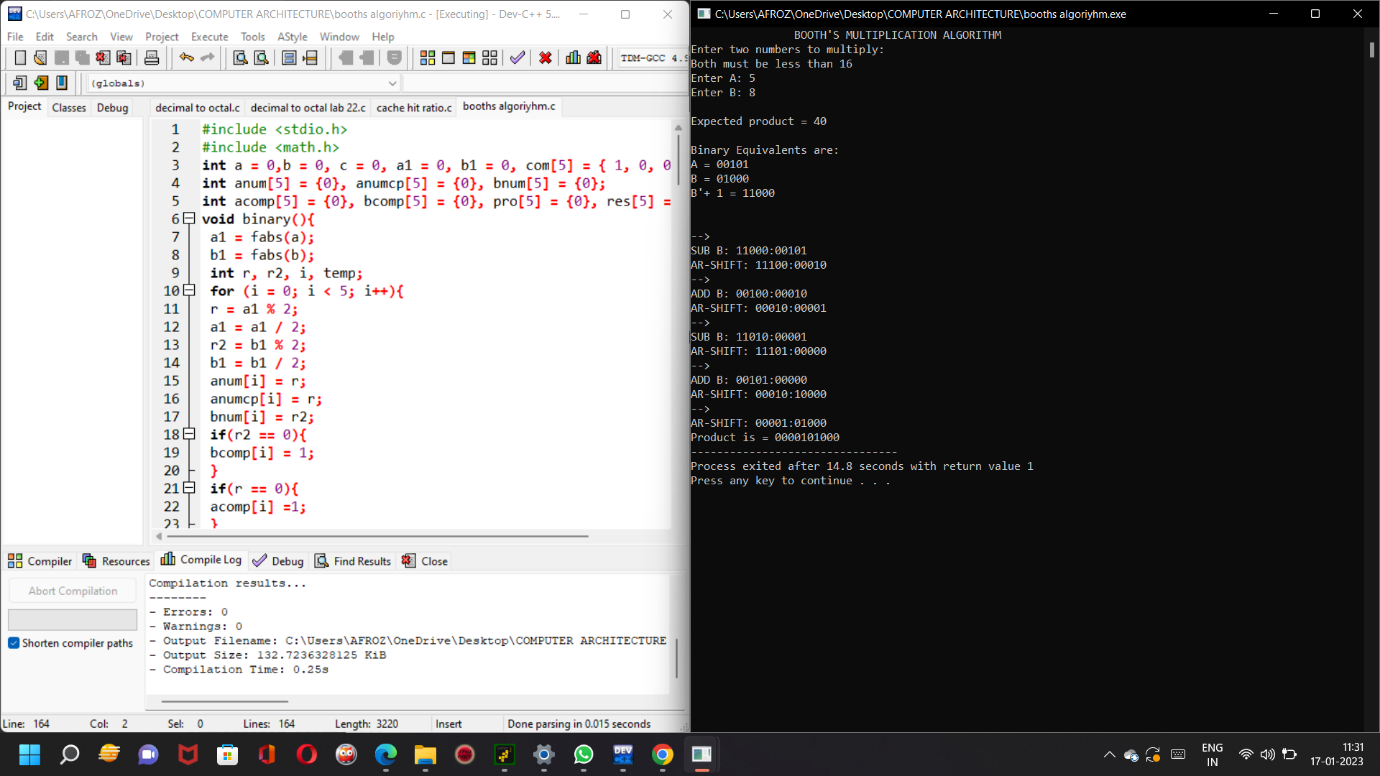 C:\Users\AFROZ\OneDrive\Desktop\COMPUTER ARCHITECTURE\booths algoriyhm.c - [Executing] - Dev-C++ 5....
File Edit Search View Project Execute Tools AStyle Window Help
TDM-GCC 4.9
(globals)
Project Classes Debug
decimal to octal.c decimal to octal lab 22.c cache hit ratio.c booths algoriyhm.c
1 #include <stdio.h>
2 #include <math.h>
3 int a = 0,b = 0, c = 0, a1 = 0, b1 = 0, com[5] = { 1, 0, 0
4 int anum[5] = {0}, anumcp[5] = {0}, bnum[5] = {0};
5 int acomp[5] = {0}, bcomp[5] = {0}, pro[5] = {0}, res[5] =
6 void binary(){
7 a1 = fabs(a);
8 b1 = fabs(b);
9 int r, r2, i, temp;
10 for (i = 0; i < 5; i++){
11 r = a1 % 2;
12 a1 = a1 / 2;
13 r2 = b1 % 2;
14 b1 = b1 / 2;
15 anum[i] = r;
16 anumcp[i] = r;
17 bnum[i] = r2;
18 if(r2 == 0){
19 bcomp[i] = 1;
20 }
21 if(r == 0){
22 acomp[i] =1;
23 }
Compiler Resources Compile Log Debug Find Results Close
Abort Compilation
Shorten compiler paths
Compilation results...
--------
- Errors: 0
- Warnings: 0
- Output Filename: C:\Users\AFROZ\OneDrive\Desktop\COMPUTER ARCHITECTURE
- Output Size: 132.7236328125 KiB
- Compilation Time: 0.25s
Line: 164 Col: 2 Sel: 0 Lines: 164 Length: 3220 Insert Done parsing in 0.015 seconds
C:\Users\AFROZ\OneDrive\Desktop\COMPUTER ARCHITECTURE\booths algoriyhm.exe
BOOTH'S MULTIPLICATION ALGORITHM
Enter two numbers to multiply:
Both must be less than 16
Enter A: 5
Enter B: 8
Expected product = 40
Binary Equivalents are:
A = 00101
B = 01000
B'+ 1 = 11000
-->
SUB B: 11000:00101
AR-SHIFT: 11100:00010
-->
ADD B: 00100:00010
AR-SHIFT: 00010:00001
-->
SUB B: 11010:00001
AR-SHIFT: 11101:00000
-->
ADD B: 00101:00000
AR-SHIFT: 00010:10000
-->
AR-SHIFT: 00001:01000
Product is = 0000101000
--------------------------------
Process exited after 14.8 seconds with return value 1
Press any key to continue . . .
DEV
ENG
IN
11:31
17-01-2023